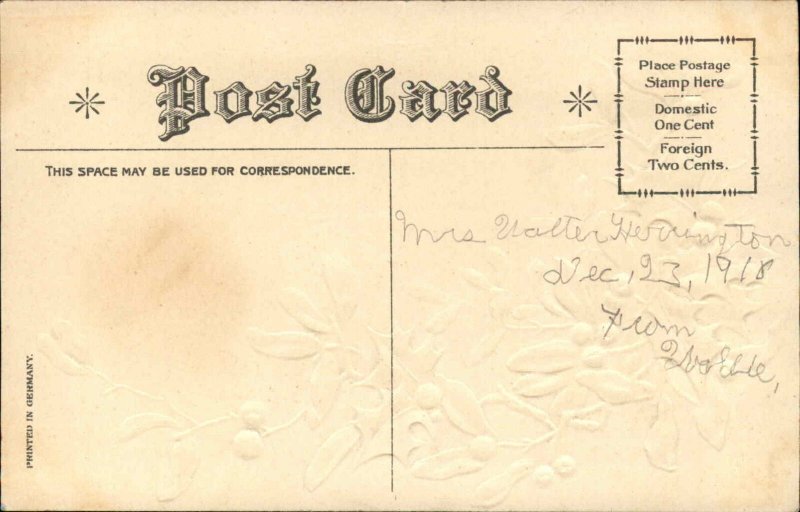 Post Card
Place Postage
Stamp Here
Domestic
One Cent
Foreign
Two Cents.
THIS SPACE MAY BE USED FOR CORRESPONDENCE.
Mrs Walter Herrington
Dec, 23, 1918
From
PRINTED IN GERMANY.